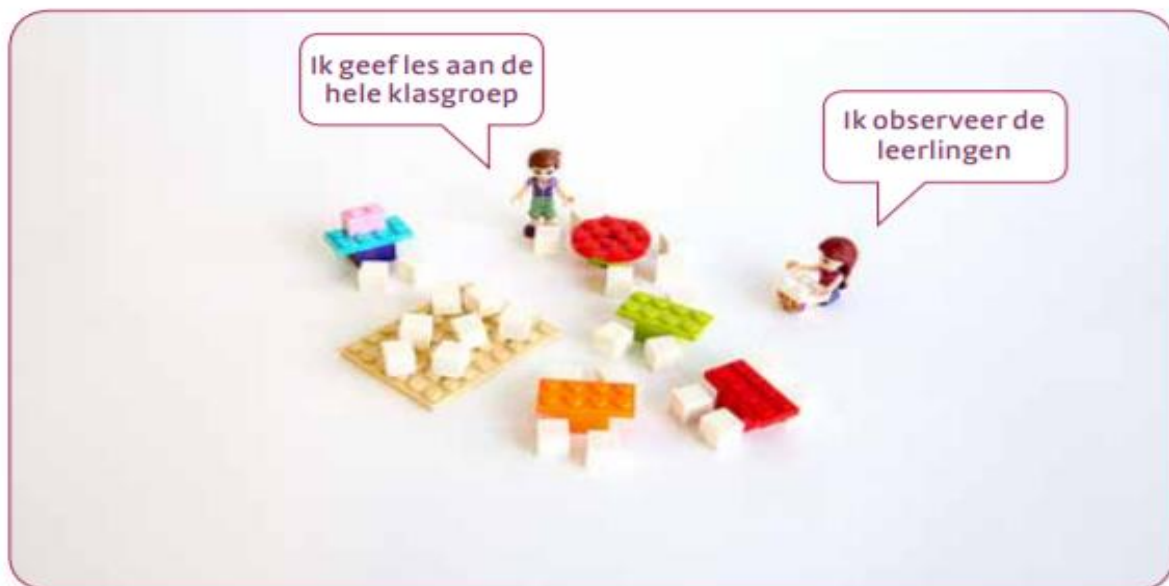 Ik geef les aan de
hele klasgroep
Ik observeer de
leerlingen